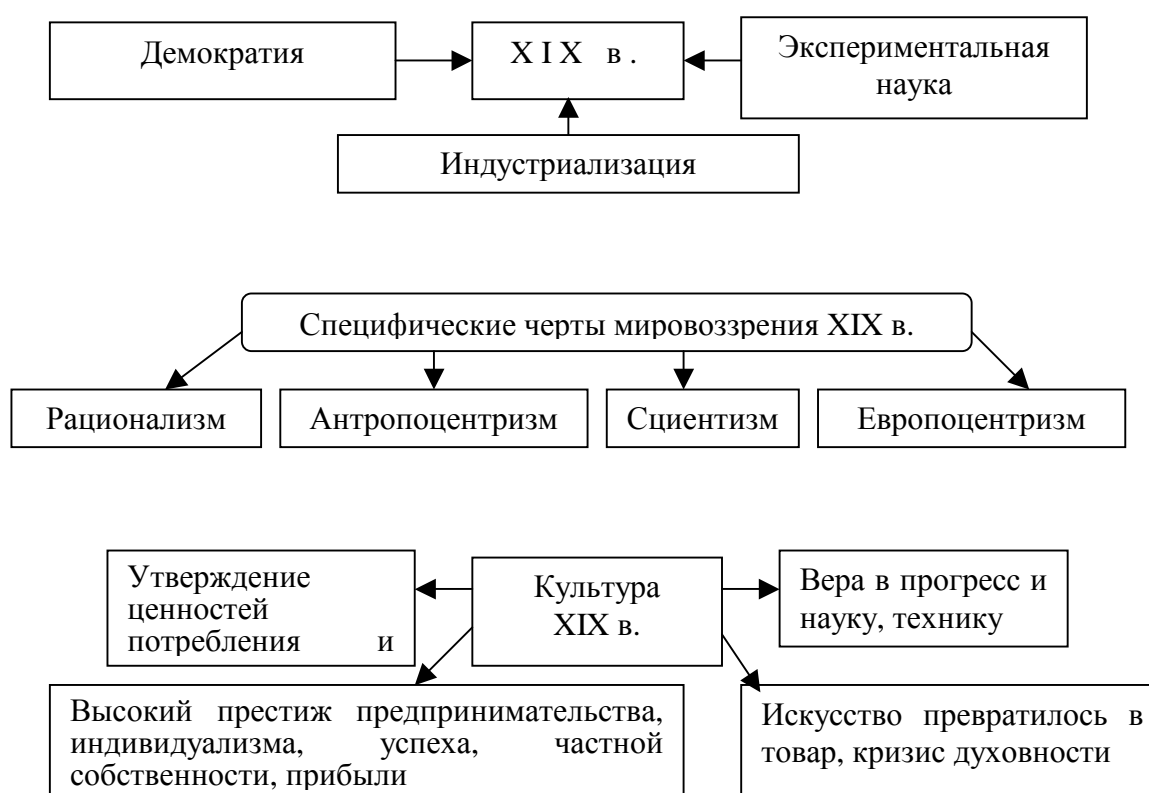 Демократия
XIX в.
Экспериментальная
наука
Индустриализация
Специфические черты мировоззрения XIX в.
Рационализм
Антропоцентризм
Сциентизм
Европоцентризм
Утверждение
ценностей
потребления и
Культура
XIX в.
Вера в прогресс и
науку, технику
Высокий престиж предпринимательства,
индивидуализма, успеха, частной
собственности, прибыли
Искусство превратилось в
товар, кризис духовности